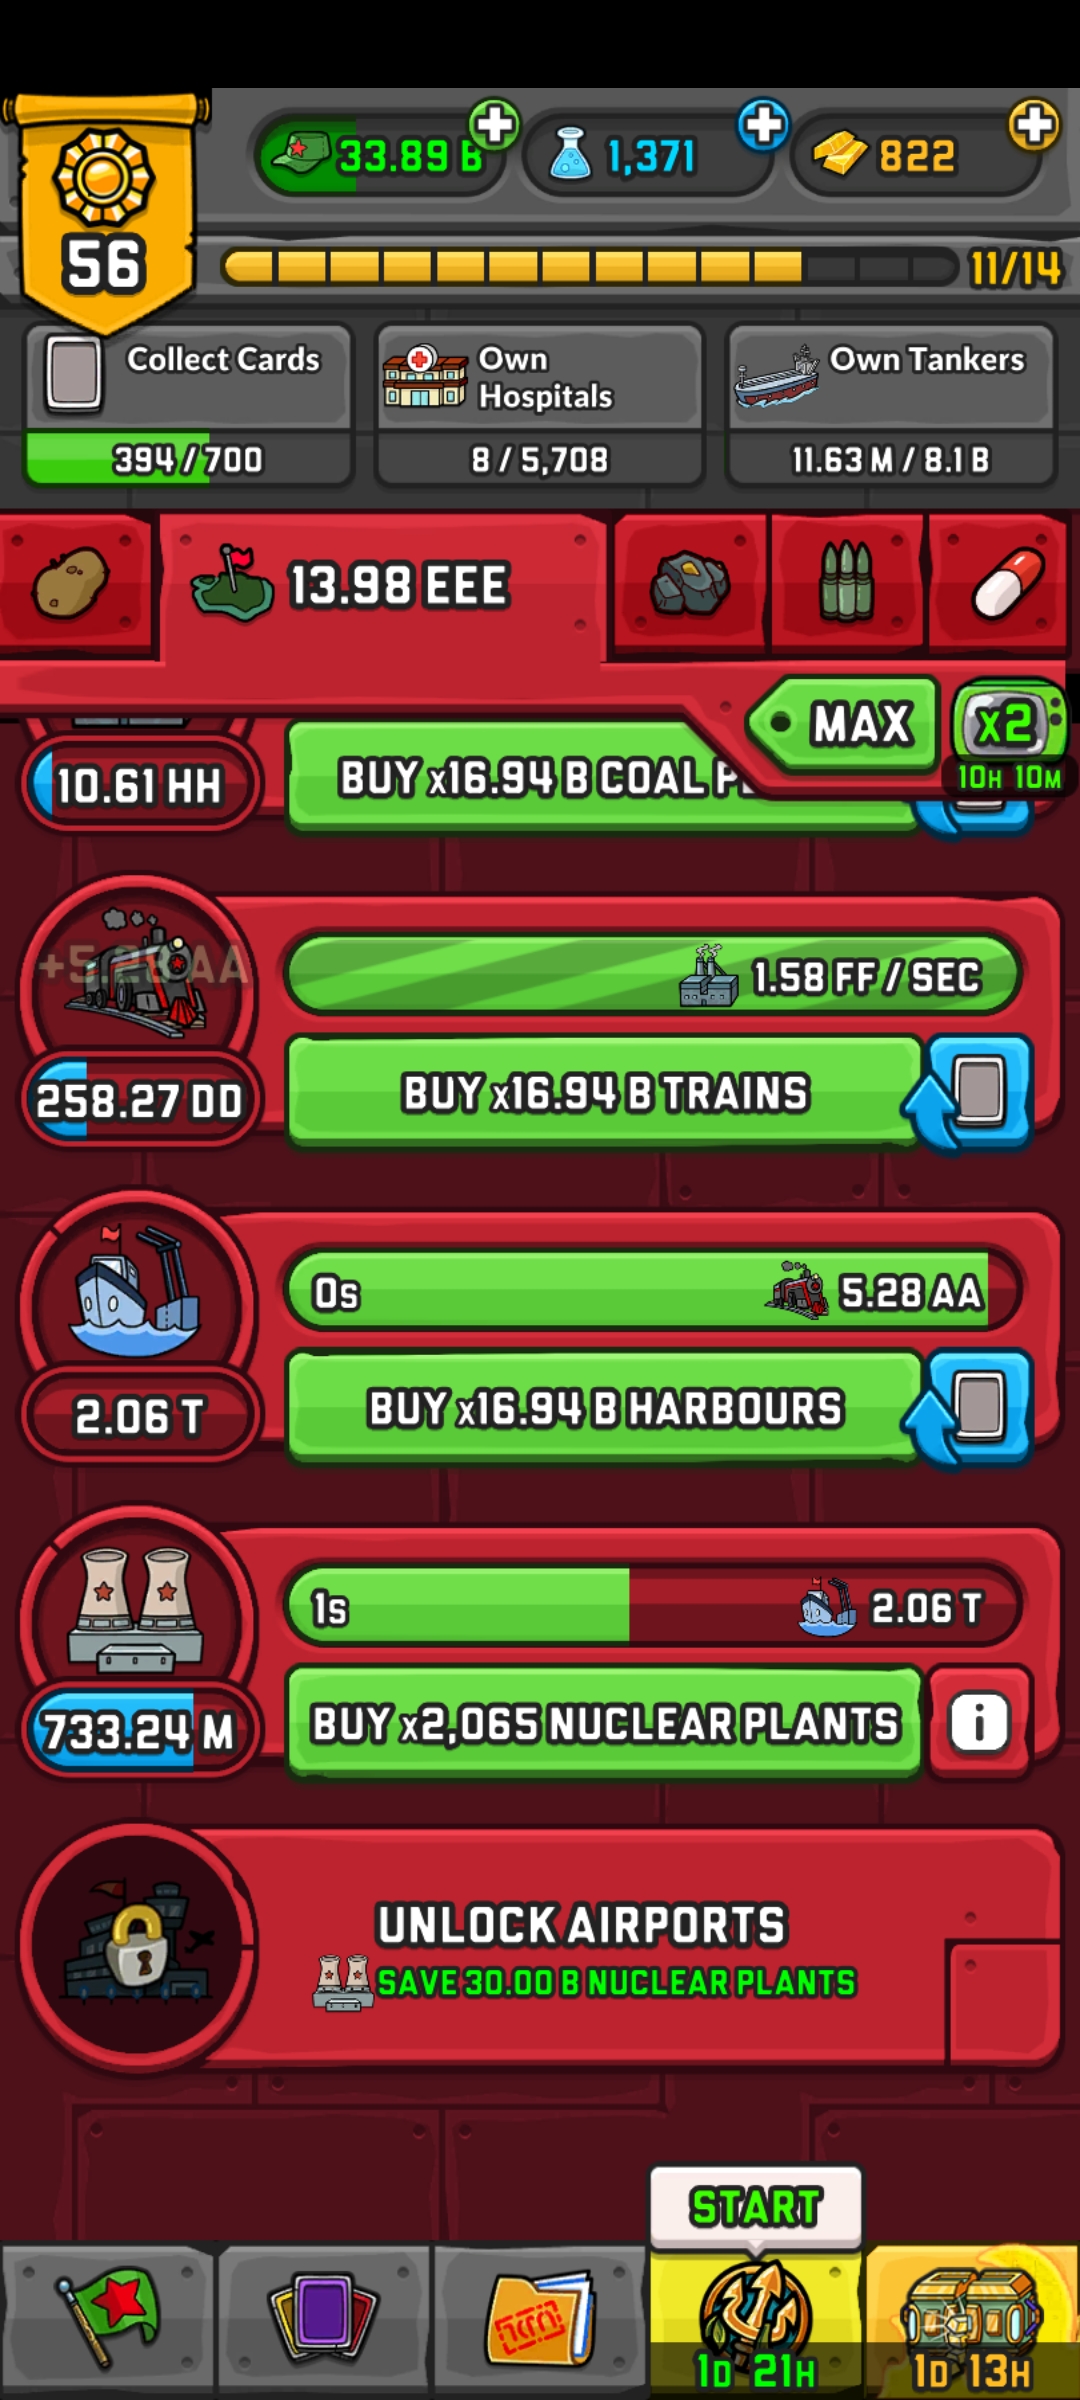 56
33.89 B
1,371
822
11/14
Collect Cards
394/700
Own
Hospitals
8/5,708
Own Tankers
11.63 M/8.1 B
13.98 EEE
MAX
x2
10H 10M
10.61 HH
BUY x16.94 B COAL
1.58 FF/SEC
258.27 DD
BUY x16.94 B TRAINS
0s
5.28 AA
2.06 T
BUY x16.94 B HARBOURS
1s
2.06 T
733.24 M
BUY x2,065 NUCLEAR PLANTS
i
UNLOCK AIRPORTS
SAVE 30.00 B NUCLEAR PLANTS
START
1D 21H
1D 13H